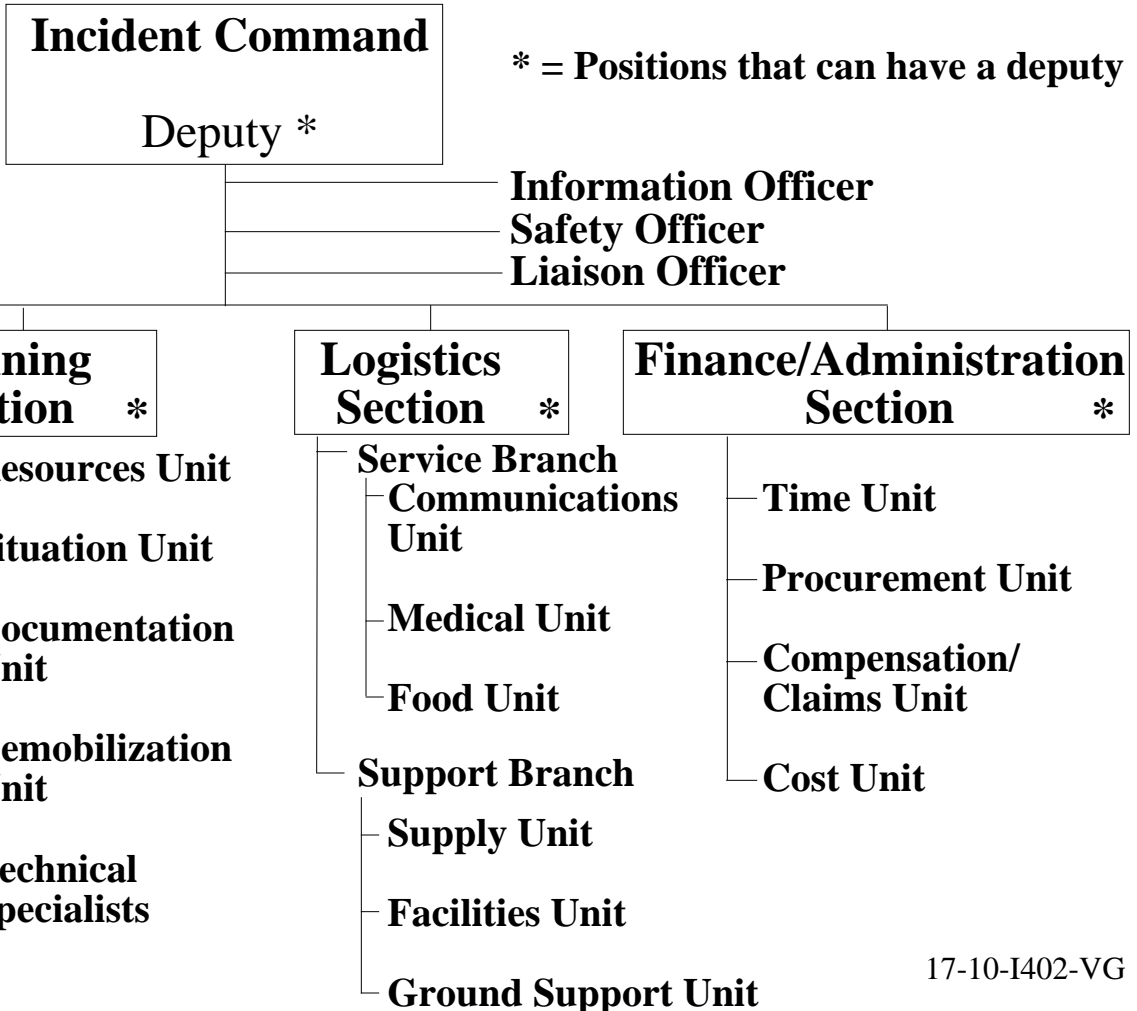 Incident Command
Deputy *
* = Positions that can have a deputy
Information Officer
Safety Officer
Liaison Officer
ning
tion *
esources Unit
ituation Unit
ocumentation
nit
emobilization
nit
echnical
pecialists
Logistics
Section *
Service Branch
Communications
Unit
Medical Unit
Food Unit
Support Branch
Supply Unit
Facilities Unit
Ground Support Unit
Finance/Administration
Section *
Time Unit
Procurement Unit
Compensation/
Claims Unit
Cost Unit
17-10-I402-VG